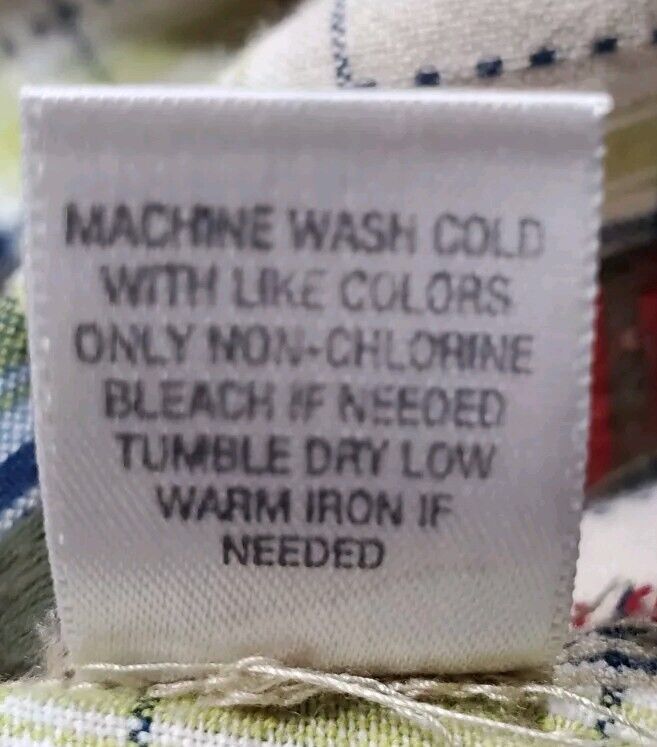 MACHINE WASH COLD
WITH LIKE COLORS
ONLY NON-CHLORINE
BLEACH IF NEEDED
TUMBLE DRY LOW
WARM IRON IF
NEEDED